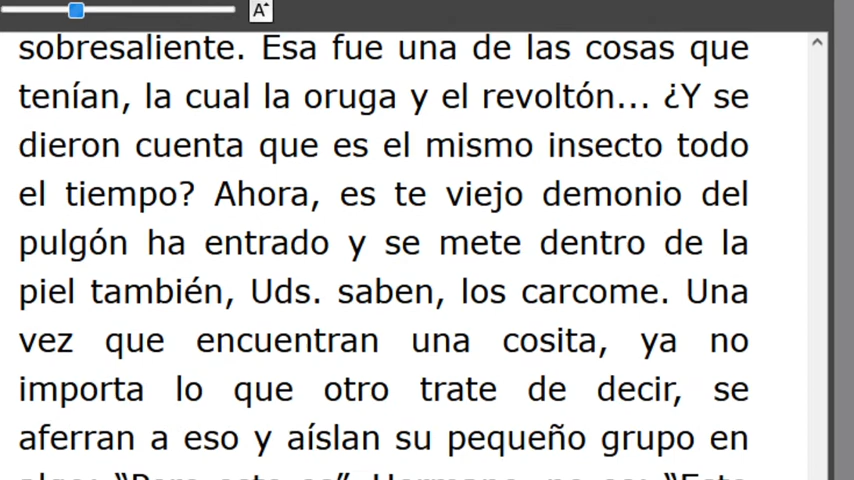 A
sobresaliente. Esa fue una de las cosas que
tenían, la cual la oruga y el revoltón... ¿Y se
dieron cuenta que es el mismo insecto todo
el tiempo? Ahora, es te viejo demonio del
pulgón ha entrado y se mete dentro de la
piel también, Uds. saben, los carcome. Una
vez que encuentran una cosita, ya no
importa lo que otro trate de decir, se
aferran a eso y aíslan su pequeño grupo en